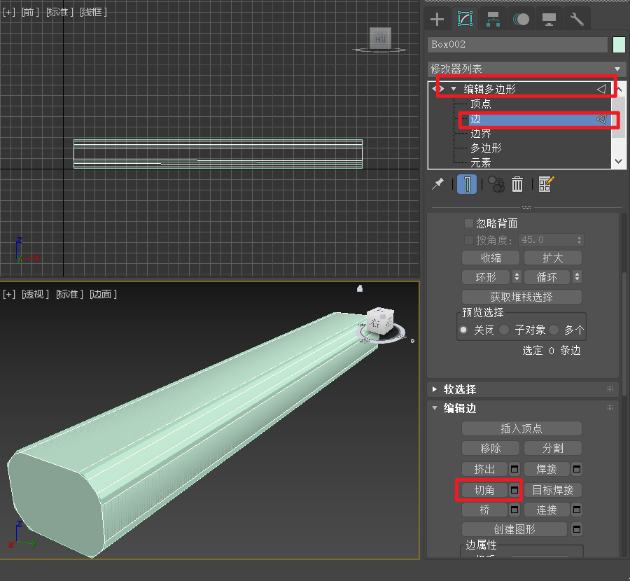 [+] [前] [标准] [线框]
前
[+] [透视] [标准] [边面]
Box002
修改器列表
编辑多边形
顶点
边
边界
多边形
元素
忽略背面
按角度: 45.0
收缩 扩大
环形 循环
获取堆栈选择
预览选择
关闭 子对象 多个
选定 0 条边
软选择
编辑边
插入顶点
移除 分割
挤出 焊接
切角 目标焊接
桥 连接
创建图形
边属性